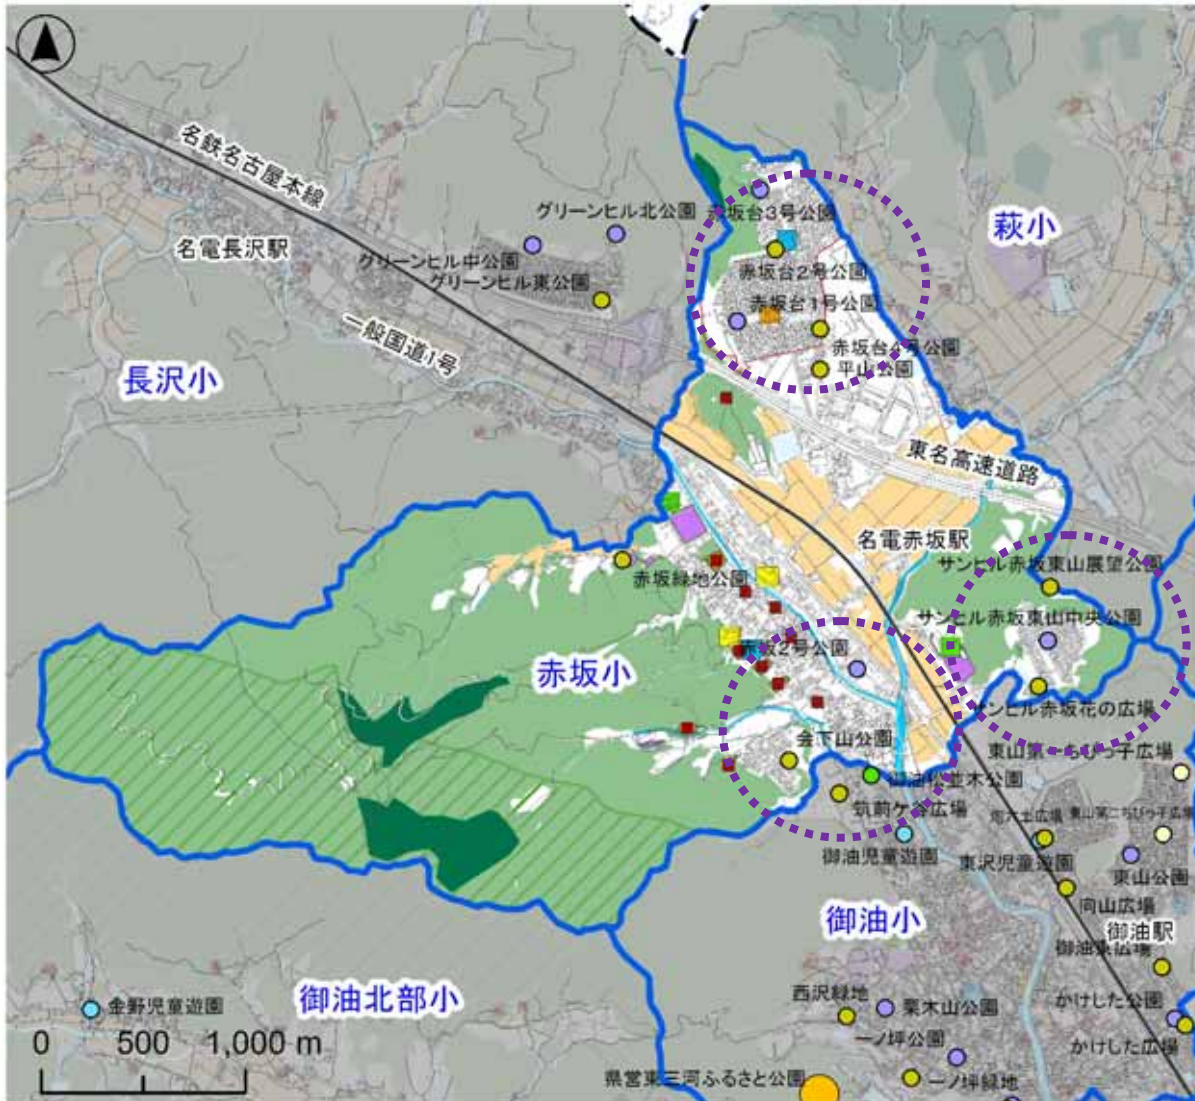 名鉄名古屋本線
名電長沢駅
グリーンヒル北公園
グリーンヒル中公園
グリーンヒル東公園
赤坂台3号公園
萩小
赤坂台2号公園
赤坂台1号公園
赤坂台4号公園
平山公園
一般国道1号
長沢小
東名高速道路
名電赤坂駅
サンヒル赤坂東山展望公園
赤坂緑地公園
サンヒル赤坂東山中央公園
赤坂2号公園
赤坂小
サンヒル赤坂花の広場
会下山公園
東山第一ちびっ子広場
御油松並木公園
筑前ケ谷広場
東山第二ちびっ子広場
御油児童遊園
東沢児童遊園
東山公園
向山広場
御油小
御油駅
御油東広場
御油北部小
金野児童遊園
西沢緑地
栗木山公園
かけした公園
一ノ坪公園
かけした広場
一ノ坪緑地
県営東三河ふるさと公園
0 500 1,000 m